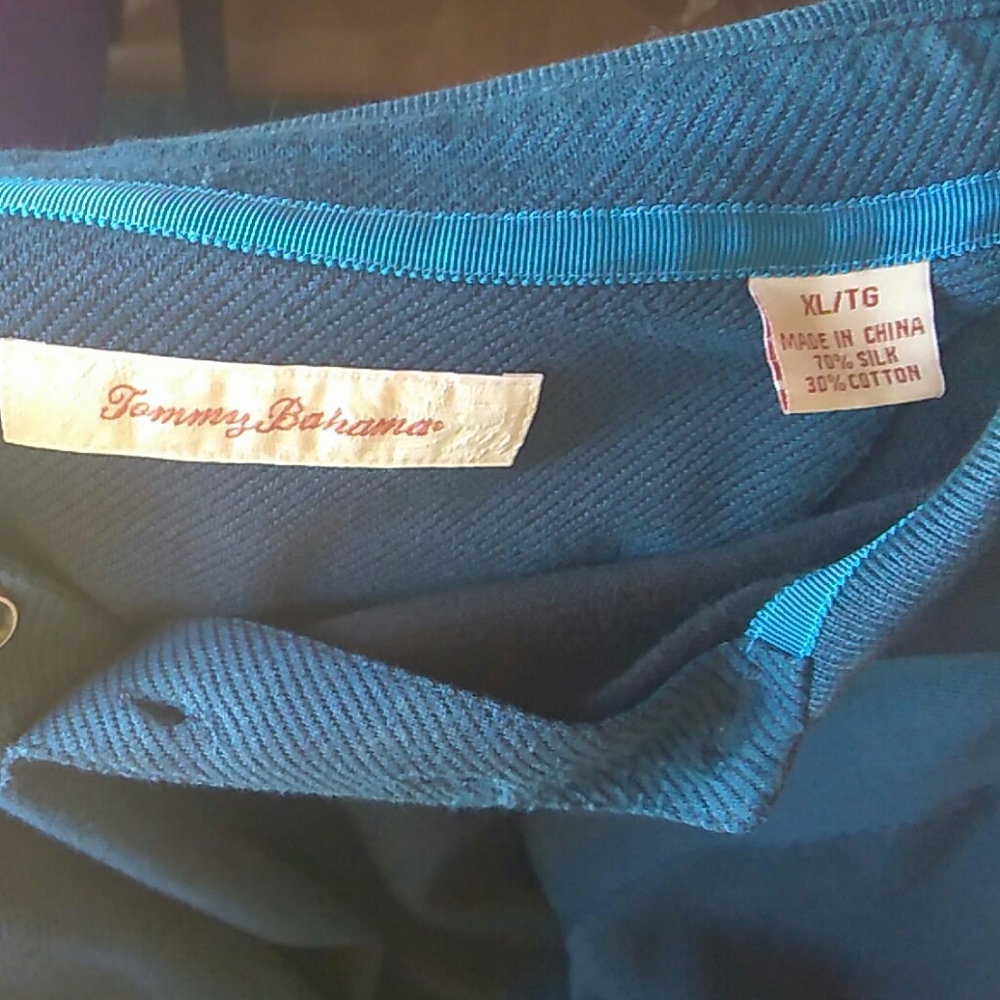 Tommy Bahama
XL/TG
MADE IN CHINA
70% SILK
30% COTTON